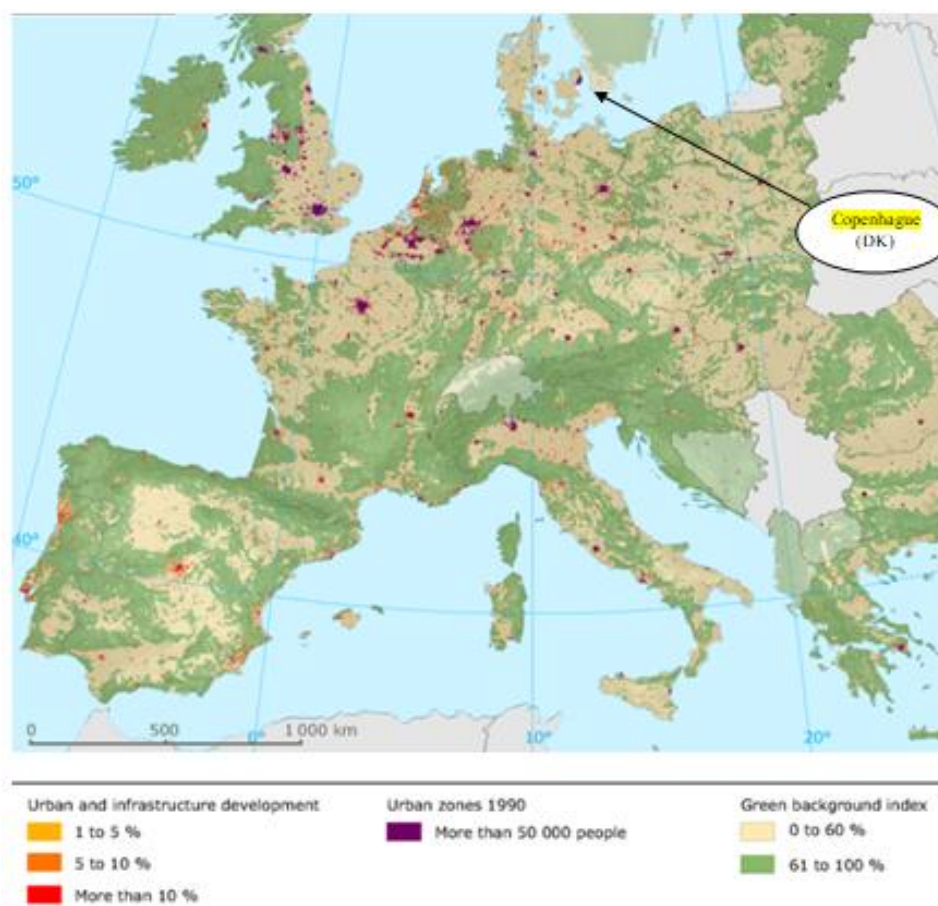 50°
Copenhague
(DK)
40°
0 500 1 000 km
0° 10° 20°
Urban and infrastructure development
1 to 5 %
5 to 10 %
More than 10 %
Urban zones 1990
More than 50 000 people
Green background index
0 to 60 %
61 to 100 %